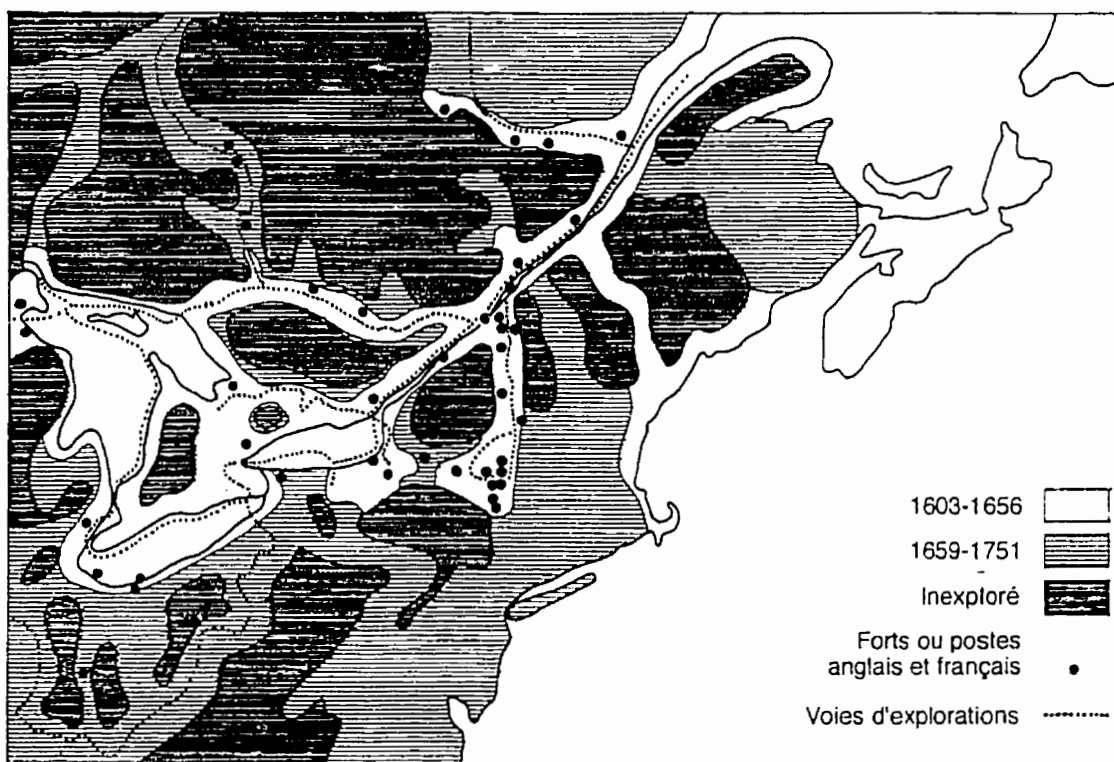 1603-1656
1659-1751
Inexploré
Forts ou postes
anglais et français
Voies d'explorations